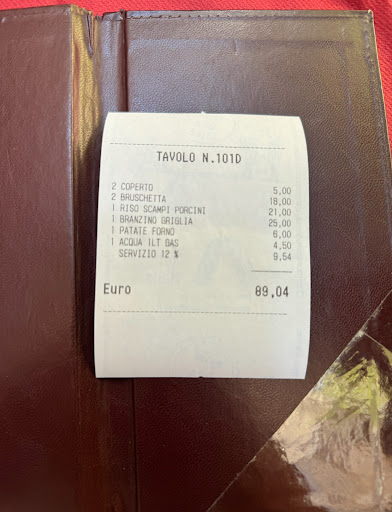 TAVOLO N.101D
2 COPERTO 5,00
2 BRUSCHETTA 18,00
1 RISO SCAMPI PORCINI 21,00
1 BRANZINO GRIGLIA 25,00
1 PATATE FORNO 6,00
1 ACQUA 1LT GAS 4,50
SERVIZIO 12 % 9,54
Euro 89,04